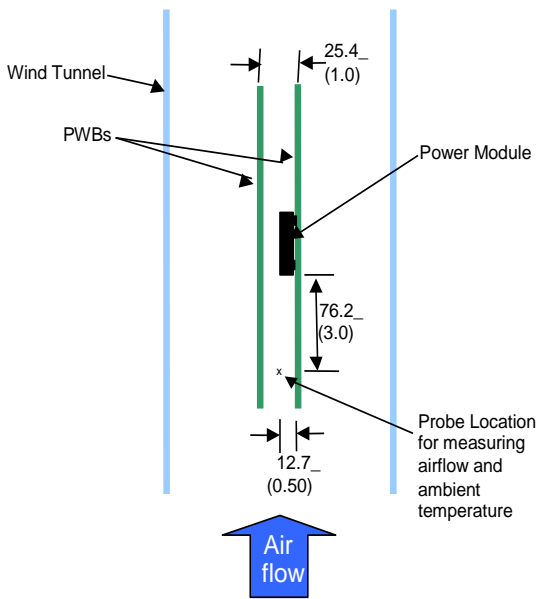 25.4_
(1.0)
Wind Tunnel
PWBs
Power Module
76.2_
(3.0)
x
Probe Location
for measuring
airflow and
ambient
temperature
12.7_
(0.50)
Air
flow